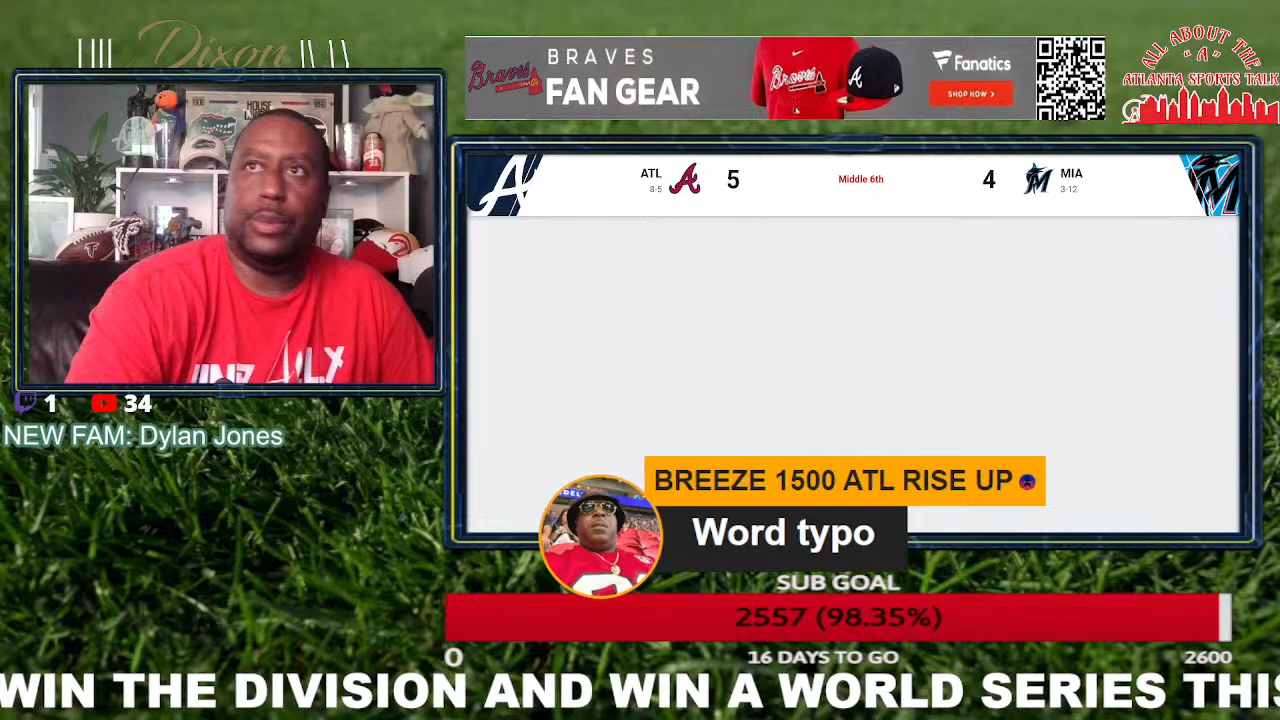 Dixon
BRAVES
FAN GEAR
Braves
Braves
Fanatics
SHOP NOW >
ALL ABOUT THE
"A"
ATLANTA SPORTS TALK
HOUSE
ATL
8-5
5
Middle 6th
4
MIA
3-12
1
34
NEW FAM: Dylan Jones
BREEZE 1500 ATL RISE UP
Word typo
SUB GOAL
2557 (98.35%)
0
16 DAYS TO GO
2600
WIN THE DIVISION AND WIN A WORLD SERIES THIS